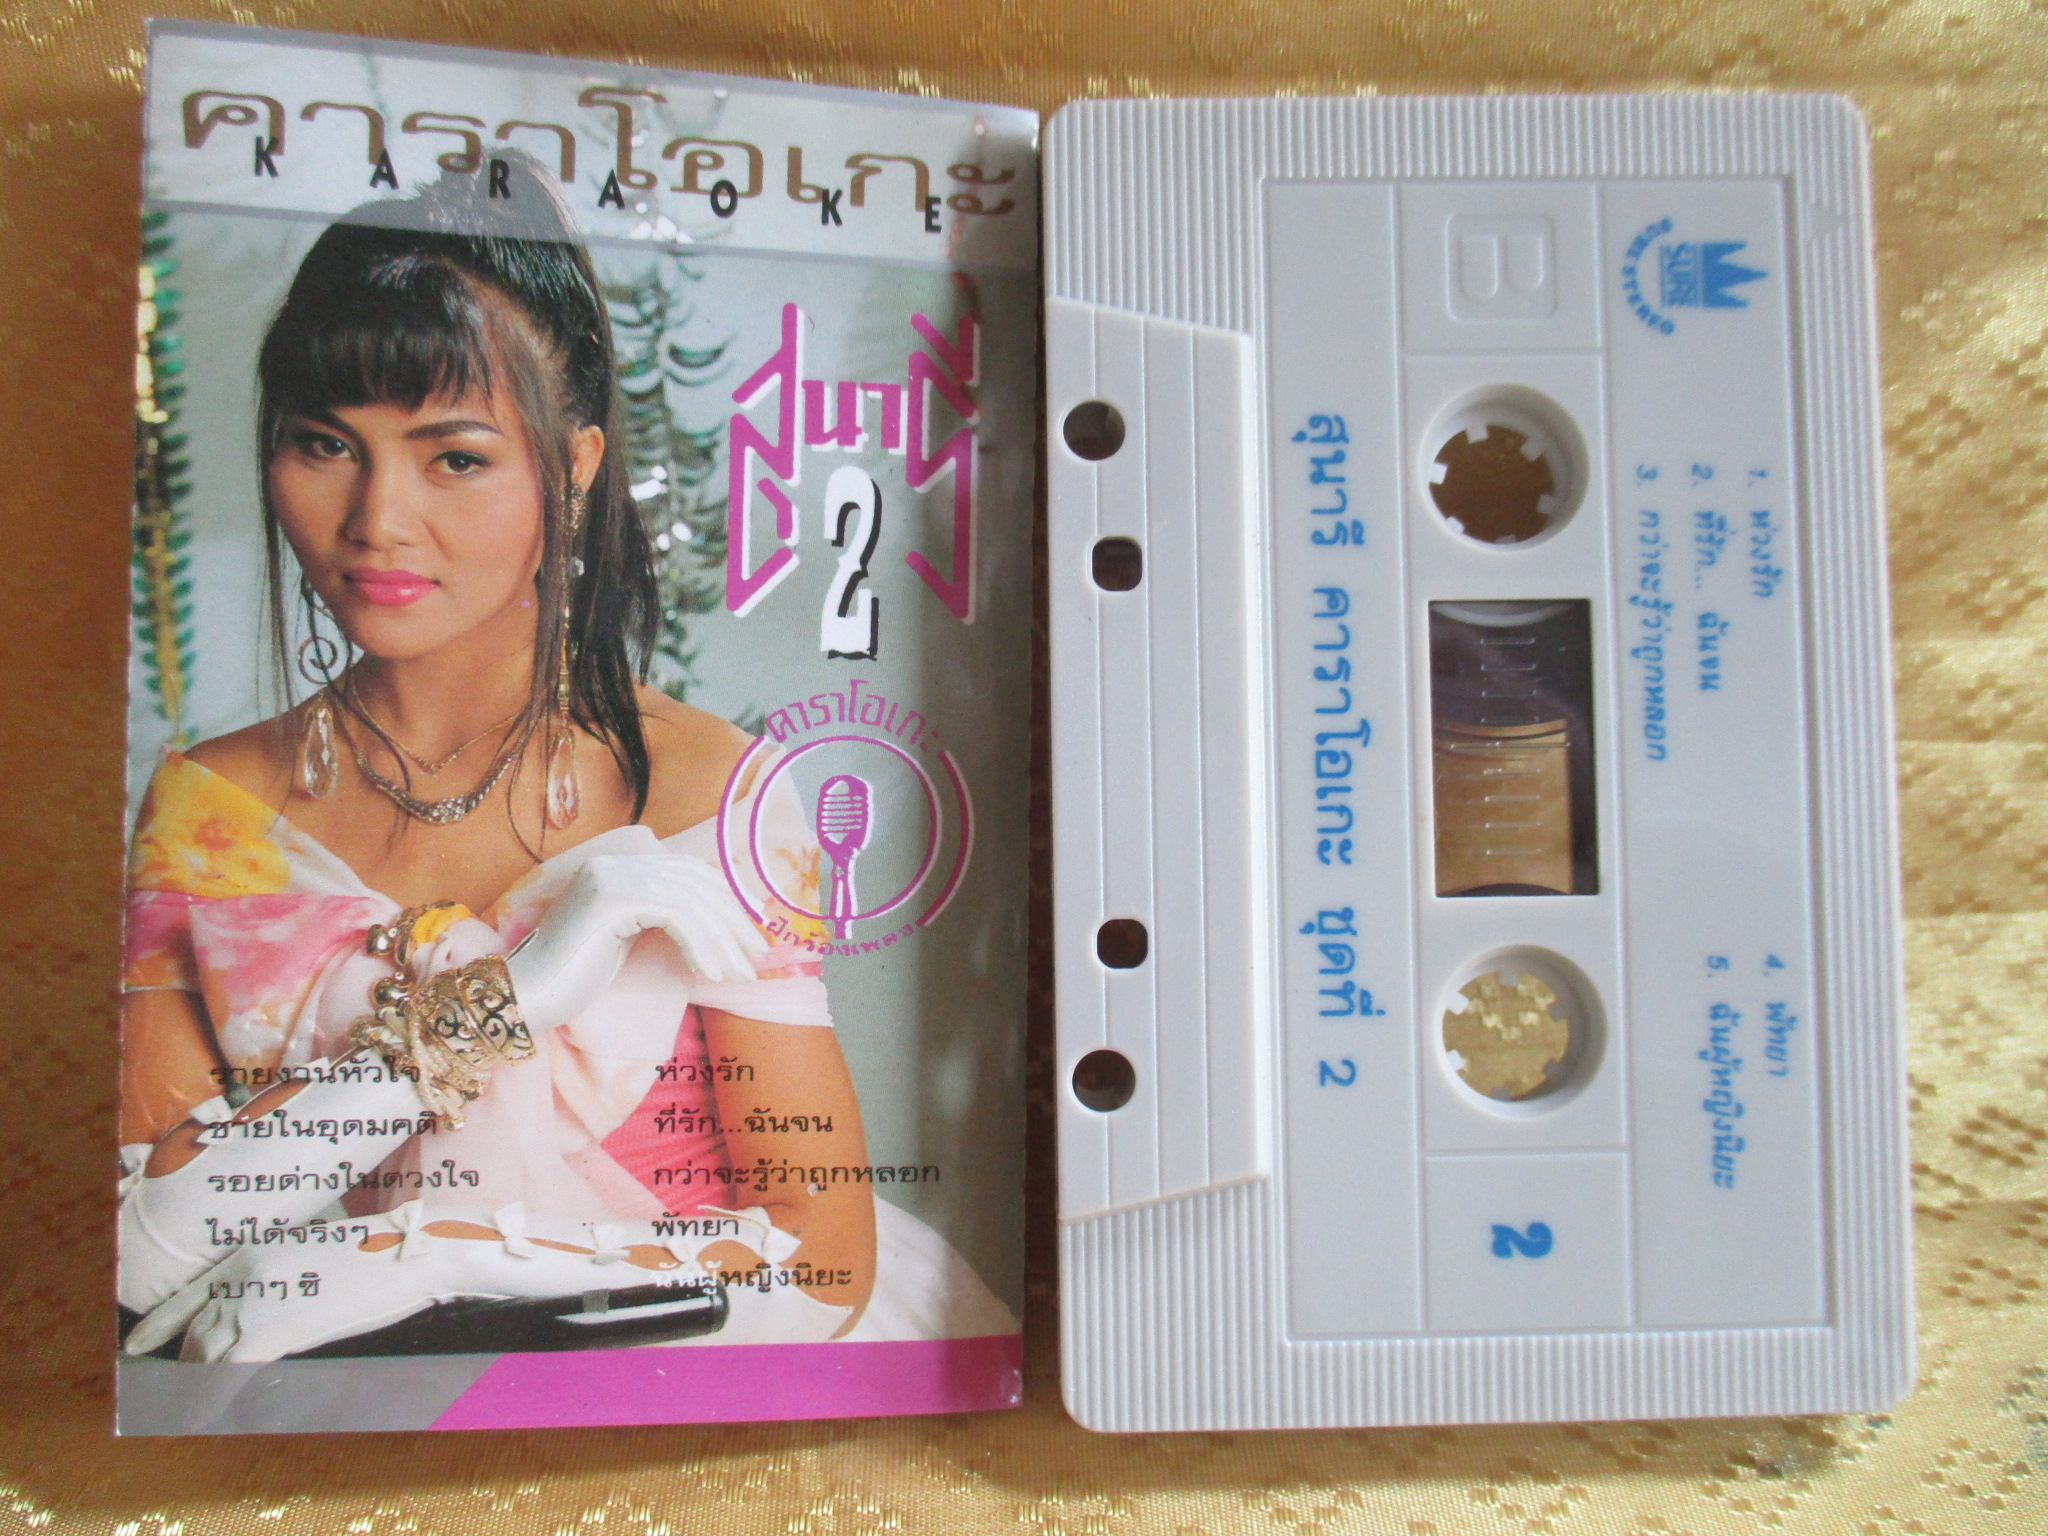 คาราโอเกะ
KARAOKE
สุนารี
2
คาราโอเกะ
ฝึกร้องเพลง
รายงานหัวใจ
ชายในอุดมคติ
รอยด่างในดวงใจ
ไม่ได้จริงๆ
เบาๆ ซิ
ห่วงรัก
ที่รัก...ฉันจน
กว่าจะรู้ว่าถูกหลอก
พัทยา
ฉันผู้หญิงนิยะ
SURE
SURE STEREO
1. ห่วงรัก
2. ที่รัก... ฉันจน
3. กว่าจะรู้ว่าถูกหลอก
4. พัทยา
5. ฉันผู้หญิงนิยะ
B
2
สุนารี คาราโอเกะ ชุดที่ 2